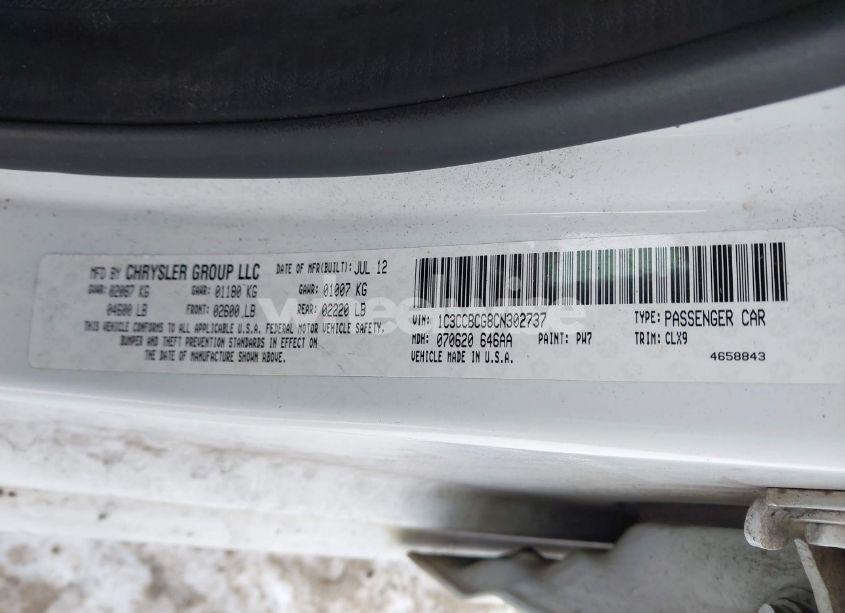 MFD BY CHRYSLER GROUP LLC DATE OF MFR(BUILT): JUL 12
GVWR: 02087 KG GAWR: 01180 KG GAWR: 01007 KG
04600 LB FRONT: 02600 LB REAR: 02220 LB
THIS VEHICLE CONFORMS TO ALL APPLICABLE U.S.A. FEDERAL MOTOR VEHICLE SAFETY,
BUMPER AND THEFT PREVENTION STANDARDS IN EFFECT ON
THE DATE OF MANUFACTURE SHOWN ABOVE.
VIN: 1C3CCBCG8CN302737 TYPE: PASSENGER CAR
MDH: 070620 646AA PAINT: PW7 TRIM: CLX9
VEHICLE MADE IN U.S.A. 4658843